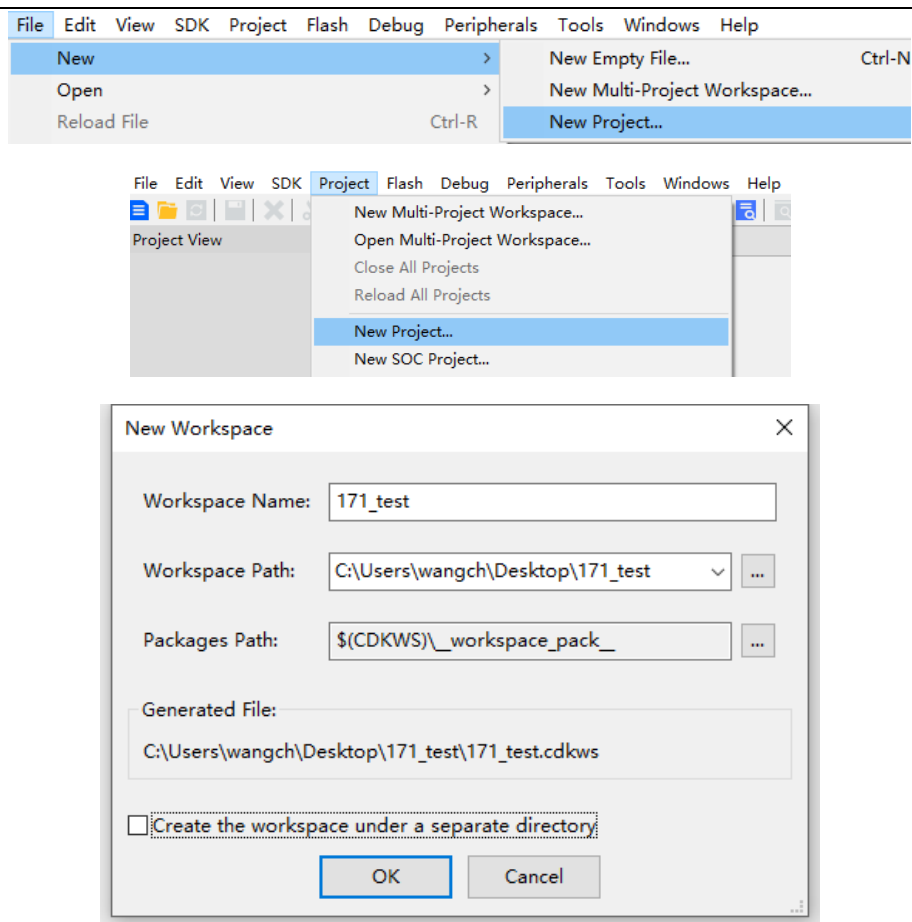 File Edit View SDK Project Flash Debug Peripherals Tools Windows Help
New > New Empty File... Ctrl-N
Open > New Multi-Project Workspace...
Reload File Ctrl-R New Project...
File Edit View SDK Project Flash Debug Peripherals Tools Windows Help
New Multi-Project Workspace...
Project View Open Multi-Project Workspace...
Close All Projects
Reload All Projects
New Project...
New SOC Project...
New Workspace
Workspace Name: 171_test
Workspace Path: C:\Users\wangch\Desktop\171_test ...
Packages Path: $(CDKWS)\__workspace_pack__ ...
Generated File:
C:\Users\wangch\Desktop\171_test\171_test.cdkws
Create the workspace under a separate directory
OK Cancel